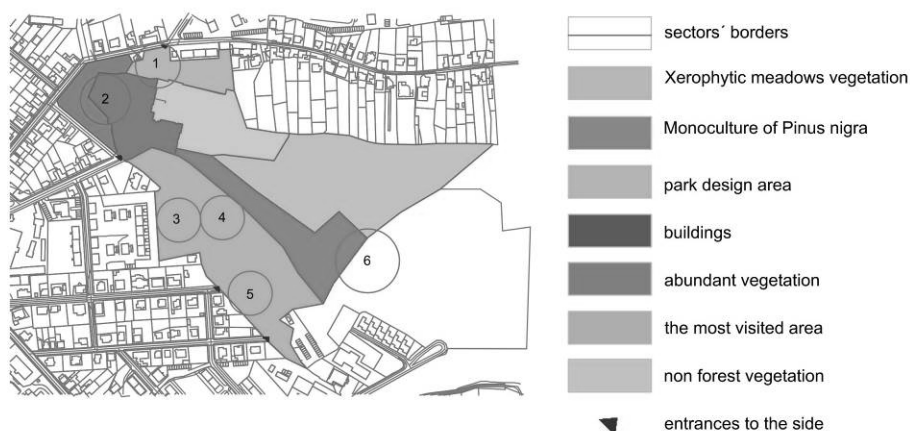 1
2
3
4
5
6
sectors´ borders
Xerophytic meadows vegetation
Monoculture of Pinus nigra
park design area
buildings
abundant vegetation
the most visited area
non forest vegetation
entrances to the side